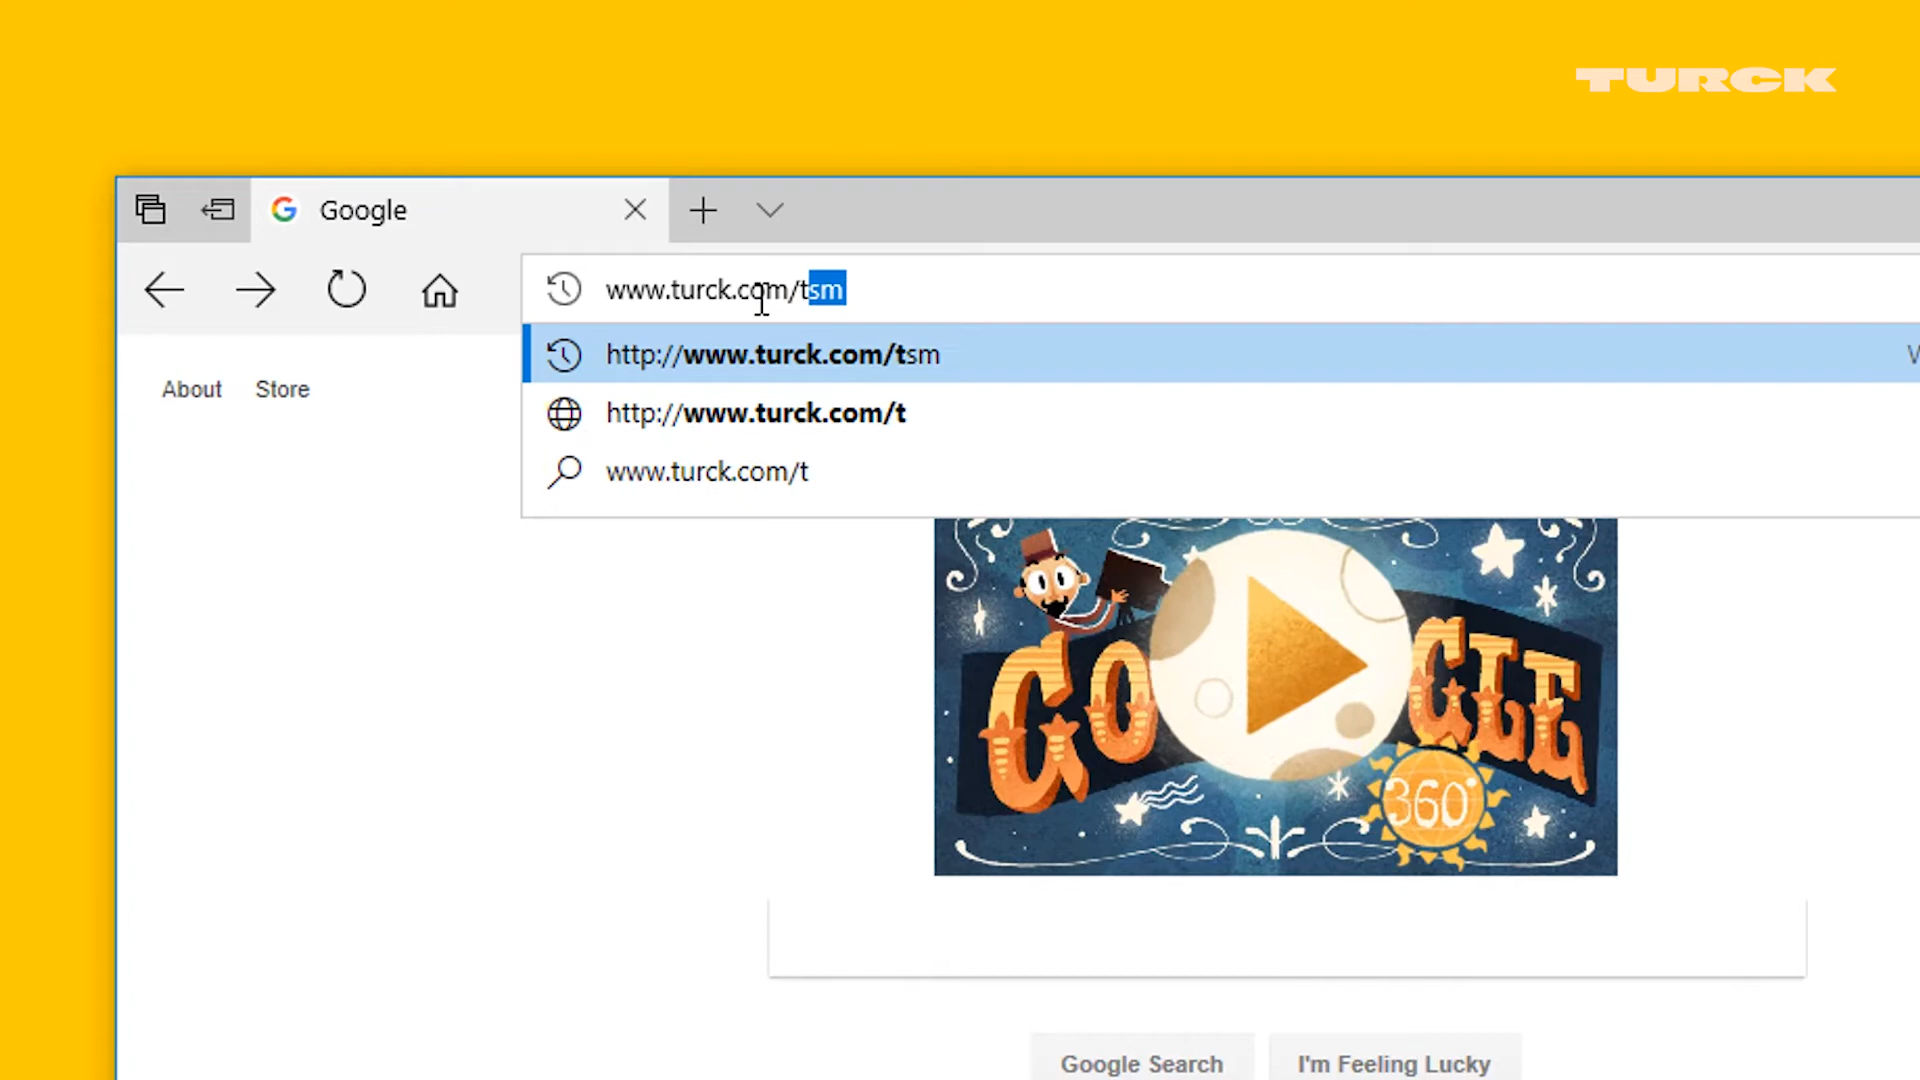 TURCK
Google
www.turck.com/tsm
http://www.turck.com/tsm
About Store
http://www.turck.com/t
www.turck.com/t
GO GLE
360°
Google Search I'm Feeling Lucky